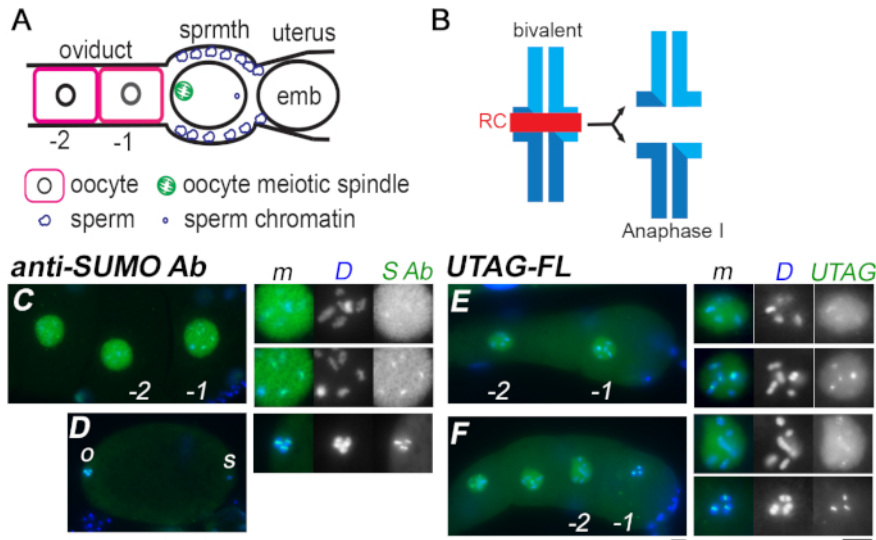 A
oviduct
sprmth
uterus
emb
-2
-1
oocyte
oocyte meiotic spindle
sperm
sperm chromatin
B
bivalent
RC
Anaphase I
anti-SUMO Ab
m
D
S Ab
C
-2
-1
D
o
s
UTAG-FL
m
D
UTAG
E
-2
-1
F
-2
-1